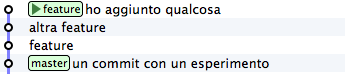 feature ho aggiunto qualcosa
altra feature
feature
master un commit con un esperimento